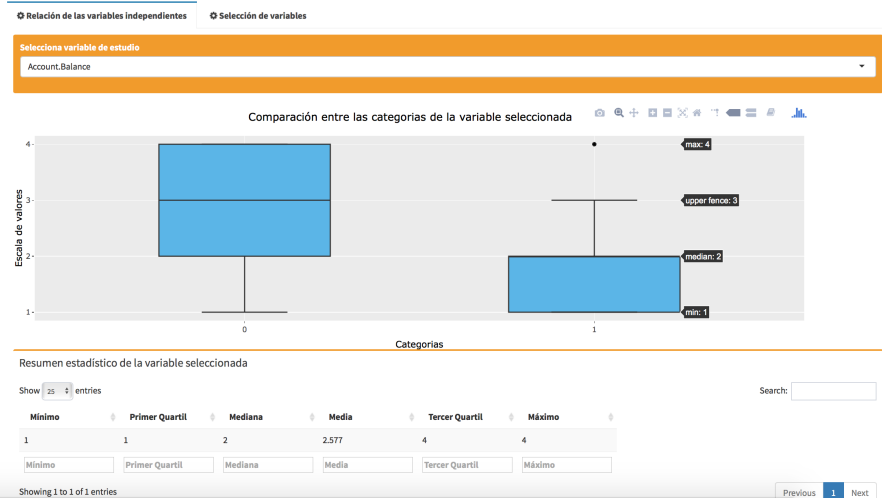 Relación de las variables independientes Selección de variables
Selecciona variable de estudio
Account.Balance
Comparación entre las categorias de la variable seleccionada
Escala de valores
4
3
2
1
max: 4
upper fence: 3
median: 2
min: 1
0 1
Categorias
Resumen estadístico de la variable seleccionada
Show 25 entries Search:
Mínimo Primer Quartil Mediana Media Tercer Quartil Máximo
1 1 2 2.577 4 4
Mínimo Primer Quartil Mediana Media Tercer Quartil Máximo
Showing 1 to 1 of 1 entries Previous 1 Next